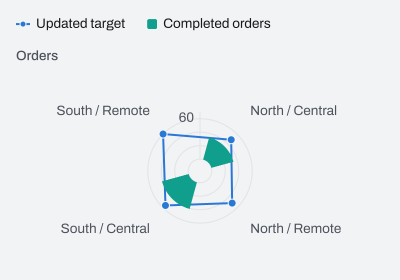 Updated target
Completed orders
Orders
South / Remote
60
North / Central
South / Central
North / Remote